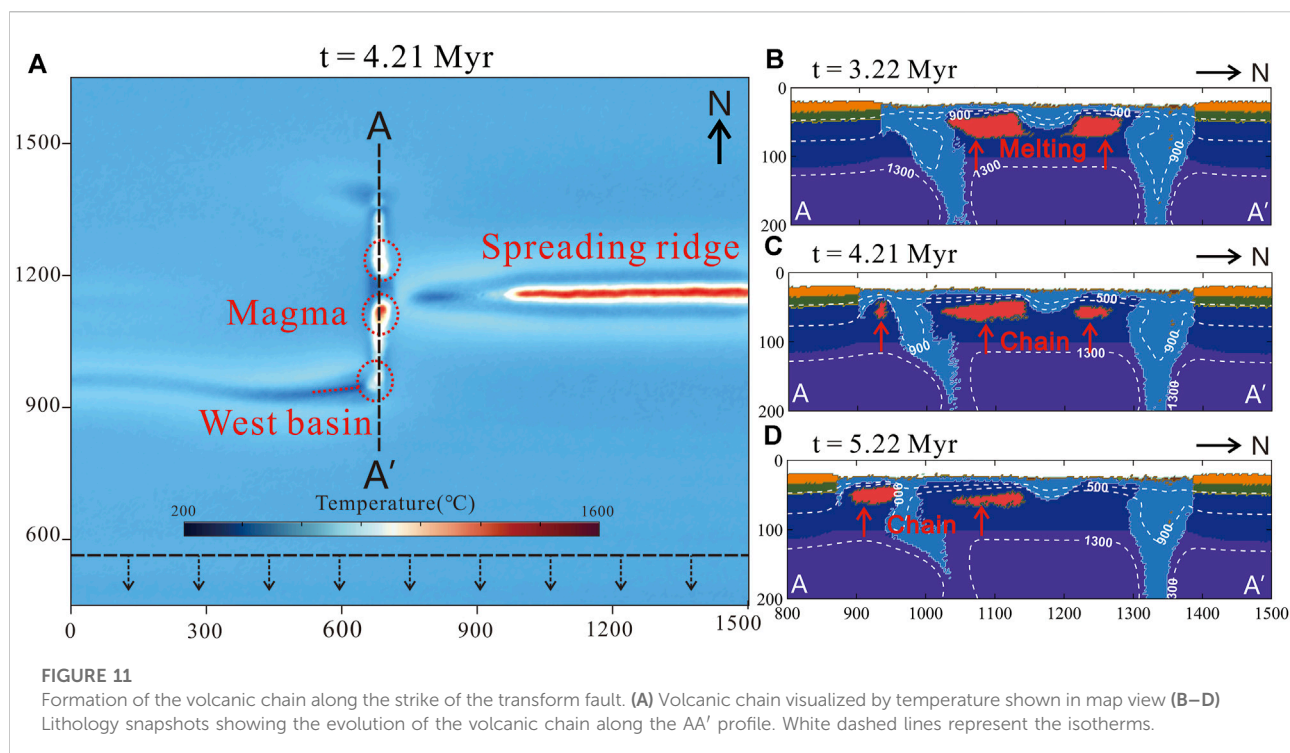 A
t = 4.21 Myr
N
A
1500
1200
900
600
Spreading ridge
Magma
West basin
A′
Temperature(°C)
200
1600
0
300
600
900
1200
1500
B
t = 3.22 Myr
N
0
100
200
900
500
Melting
1300
1300
900
A
A′
C
t = 4.21 Myr
N
0
100
200
500
900
Chain
1300
900
1300
A
A′
D
t = 5.22 Myr
N
0
100
200
900
500
Chain
1300
900
1300
A
A′
800
900
1000
1100
1200
1300
1400
1500
FIGURE 11
Formation of the volcanic chain along the strike of the transform fault. (A) Volcanic chain visualized by temperature shown in map view (B–D)
Lithology snapshots showing the evolution of the volcanic chain along the AA′ profile. White dashed lines represent the isotherms.